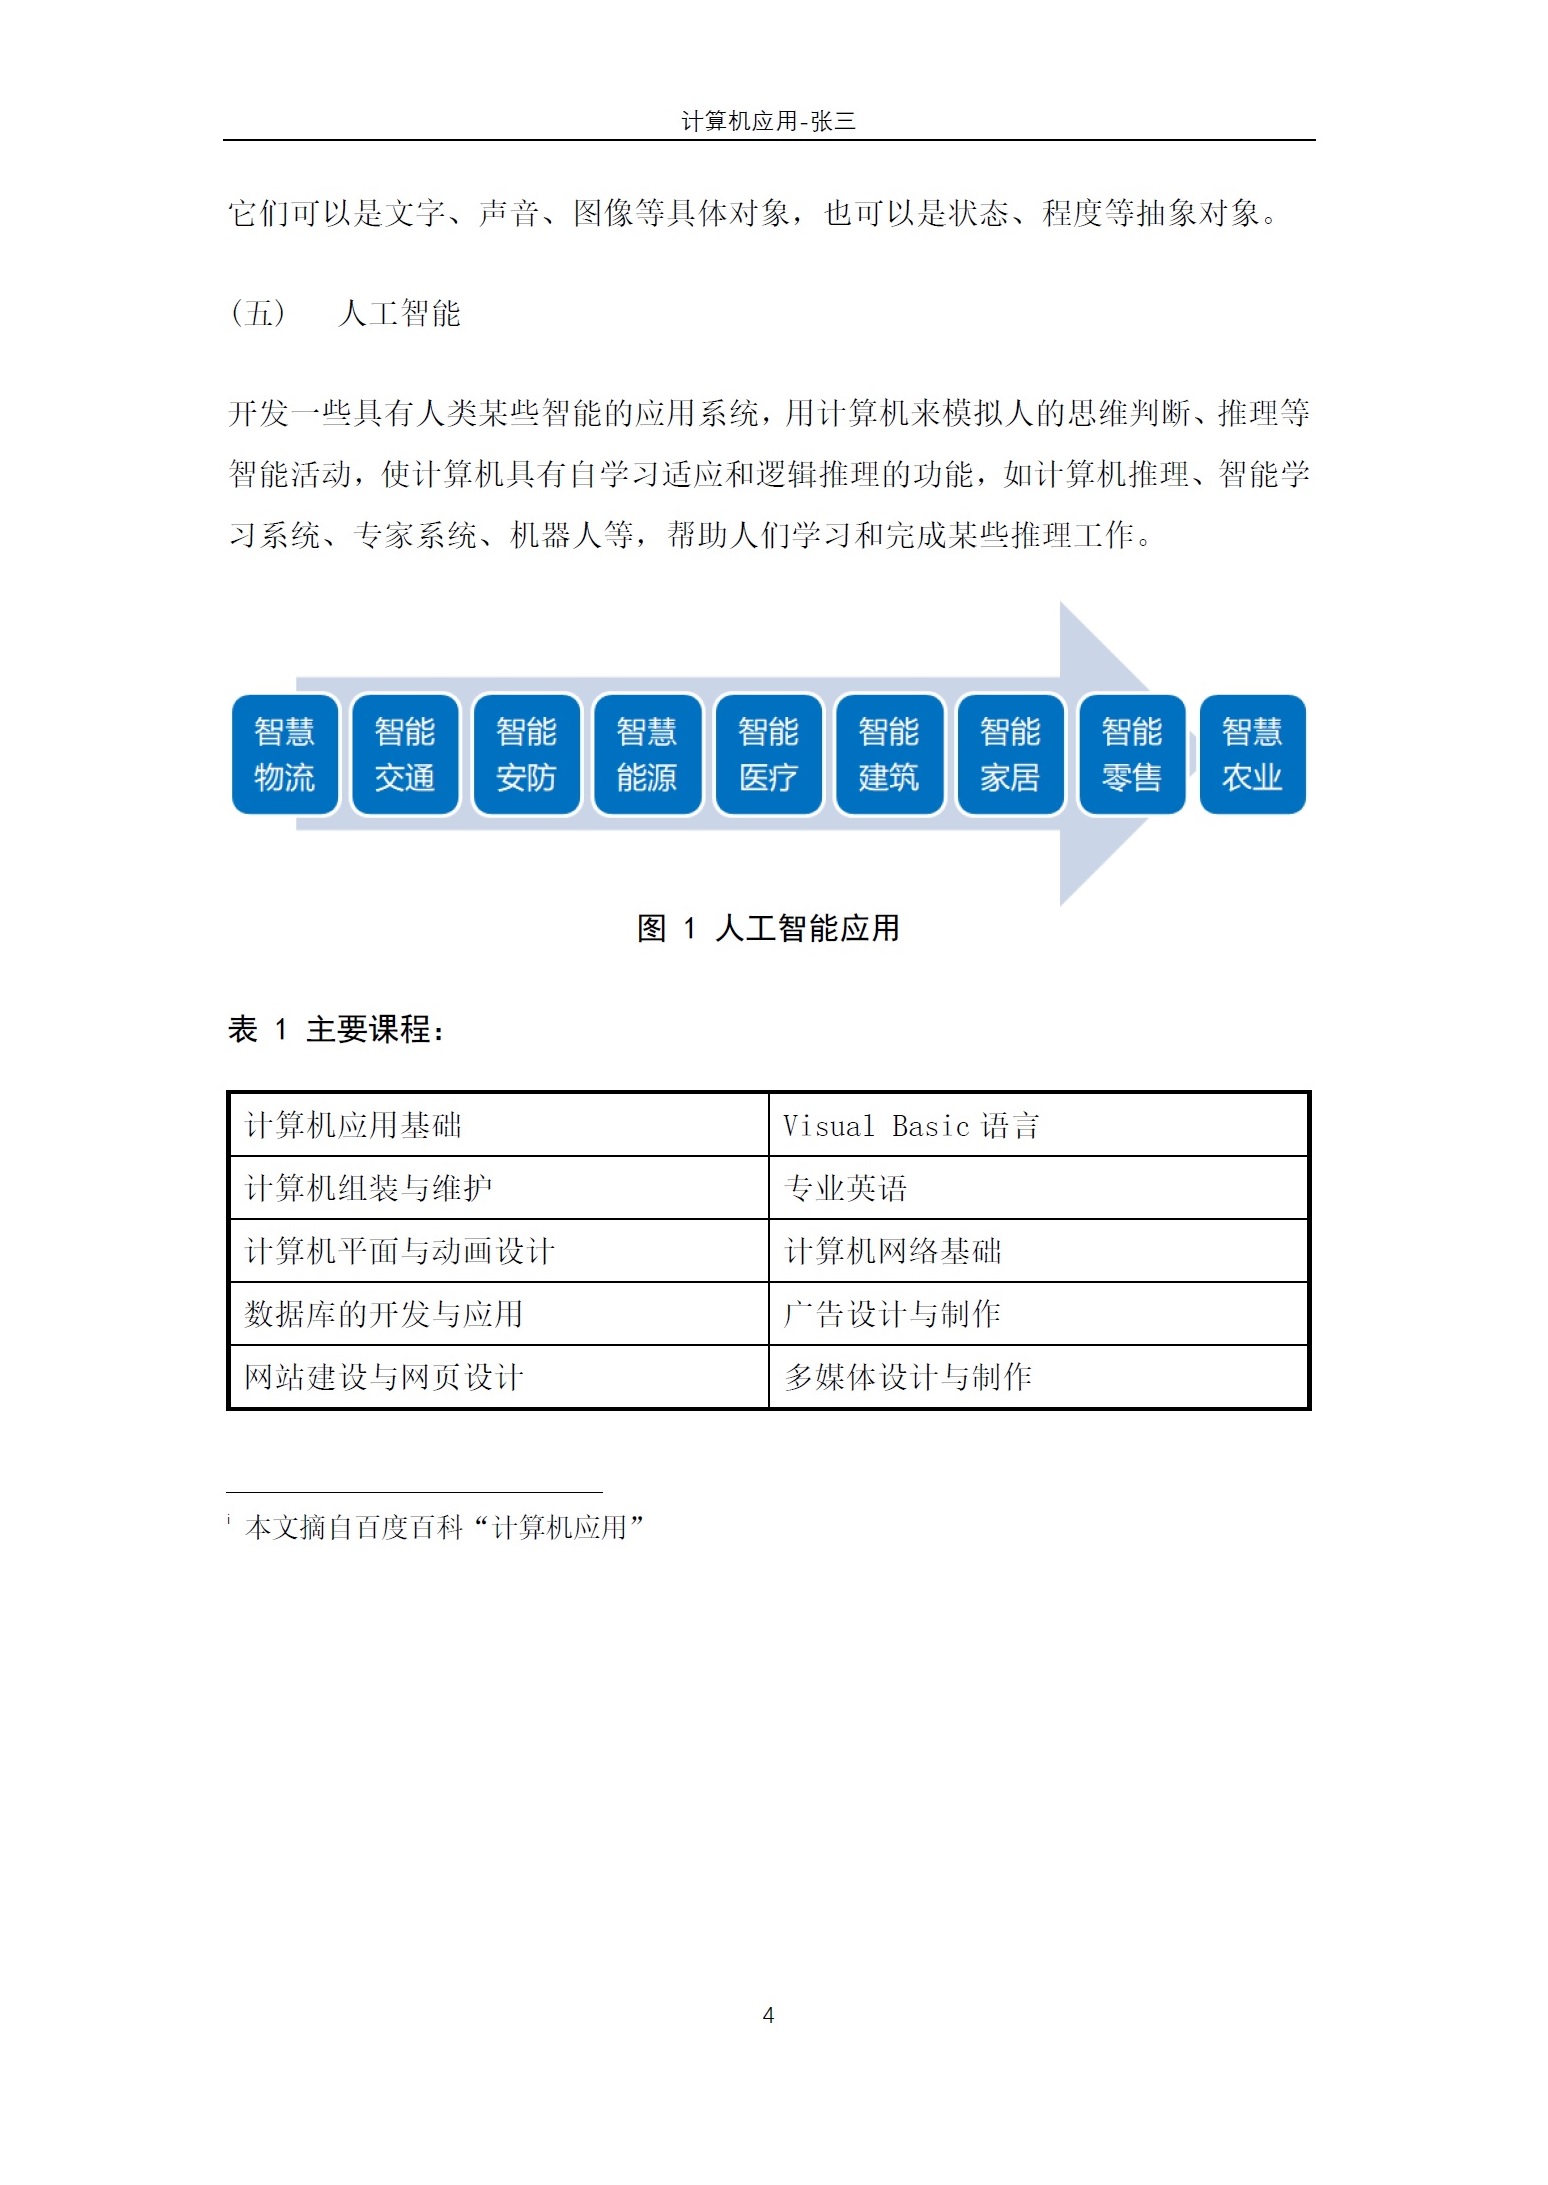 计算机应用-张三
它们可以是文字、声音、图像等具体对象，也可以是状态、程度等抽象对象。
(五) 人工智能
开发一些具有人类某些智能的应用系统，用计算机来模拟人的思维判断、推理等
智能活动，使计算机具有自学习适应和逻辑推理的功能，如计算机推理、智能学
习系统、专家系统、机器人等，帮助人们学习和完成某些推理工作。
智慧
物流
智能
交通
智能
安防
智慧
能源
智能
医疗
智能
建筑
智能
家居
智能
零售
智慧
农业
图 1 人工智能应用
表 1 主要课程：
计算机应用基础 Visual Basic 语言
计算机组装与维护 专业英语
计算机平面与动画设计 计算机网络基础
数据库的开发与应用 广告设计与制作
网站建设与网页设计 多媒体设计与制作
i 本文摘自百度百科“计算机应用”
4